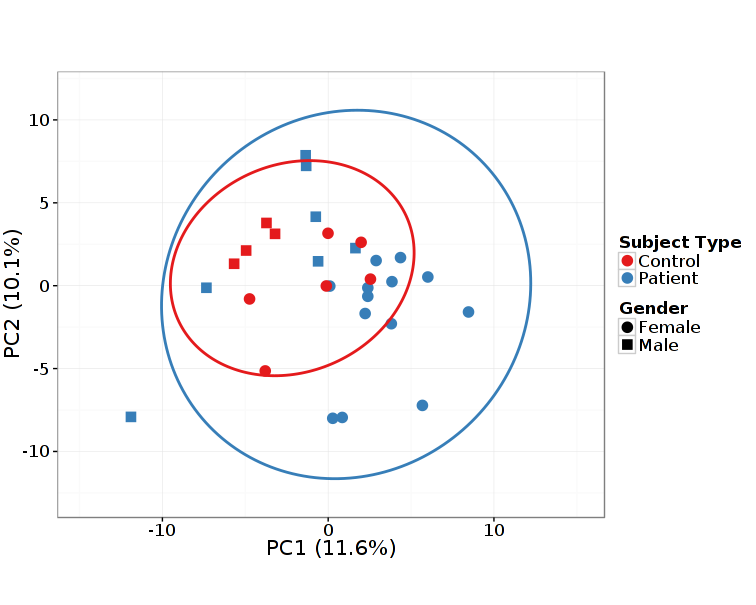 10
5
0
-5
-10
PC2 (10.1%)
-10
0
10
PC1 (11.6%)
Subject Type
Control
Patient
Gender
Female
Male